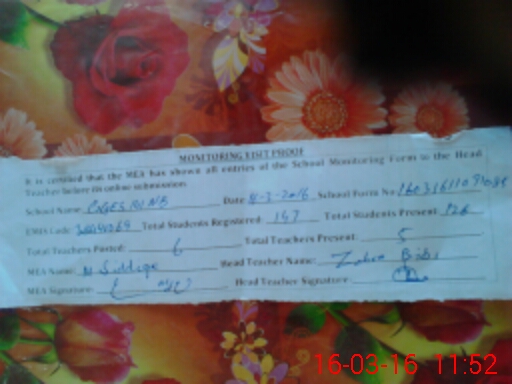 MONITORING VISIT PROOF
It is certified that the MEA has shown all entries of the School Monitoring Form to the Head
Teacher before its online submission.
School Name: Date -3-2016 School Form No
EMIS Code: Total Students Registered: 147 Total Students Present: 126
Total Teachers Posted: 6 Total Teachers Present: 5
MEA Name: M Siddique Head Teacher Name: Zahra Bibi
MEA Signature: Head Teacher Signature:
16-03-16 11:52